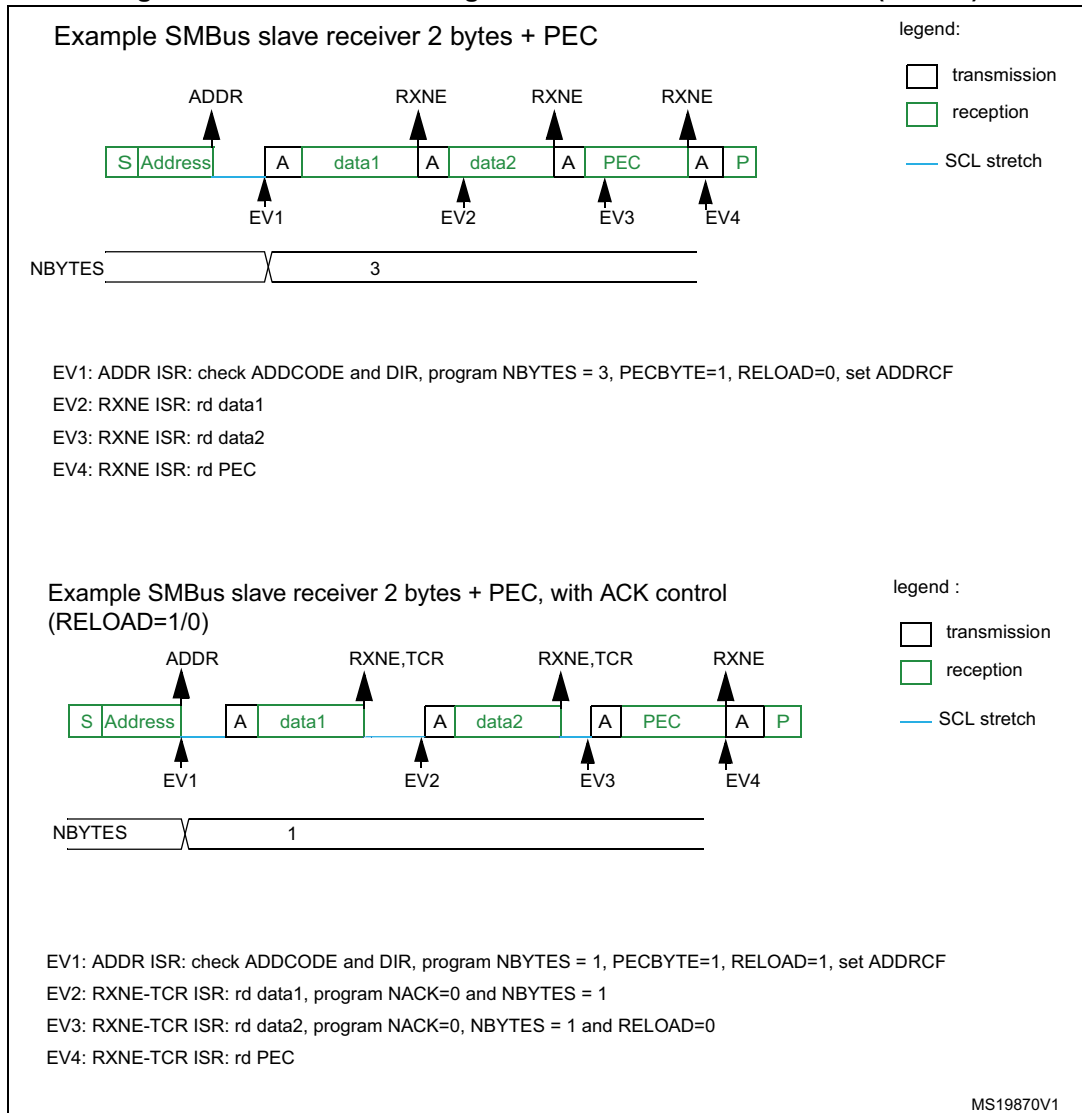 Example SMBus slave receiver 2 bytes + PEC
legend:
transmission
reception
SCL stretch
ADDR RXNE RXNE RXNE
S Address A data1 A data2 A PEC A P
EV1 EV2 EV3 EV4
NBYTES 3
EV1: ADDR ISR: check ADDCODE and DIR, program NBYTES = 3, PECBYTE=1, RELOAD=0, set ADDRCF
EV2: RXNE ISR: rd data1
EV3: RXNE ISR: rd data2
EV4: RXNE ISR: rd PEC
Example SMBus slave receiver 2 bytes + PEC, with ACK control
(RELOAD=1/0)
legend :
transmission
reception
SCL stretch
ADDR RXNE,TCR RXNE,TCR RXNE
S Address A data1 A data2 A PEC A P
EV1 EV2 EV3 EV4
NBYTES 1
EV1: ADDR ISR: check ADDCODE and DIR, program NBYTES = 1, PECBYTE=1, RELOAD=1, set ADDRCF
EV2: RXNE-TCR ISR: rd data1, program NACK=0 and NBYTES = 1
EV3: RXNE-TCR ISR: rd data2, program NACK=0, NBYTES = 1 and RELOAD=0
EV4: RXNE-TCR ISR: rd PEC
MS19870V1